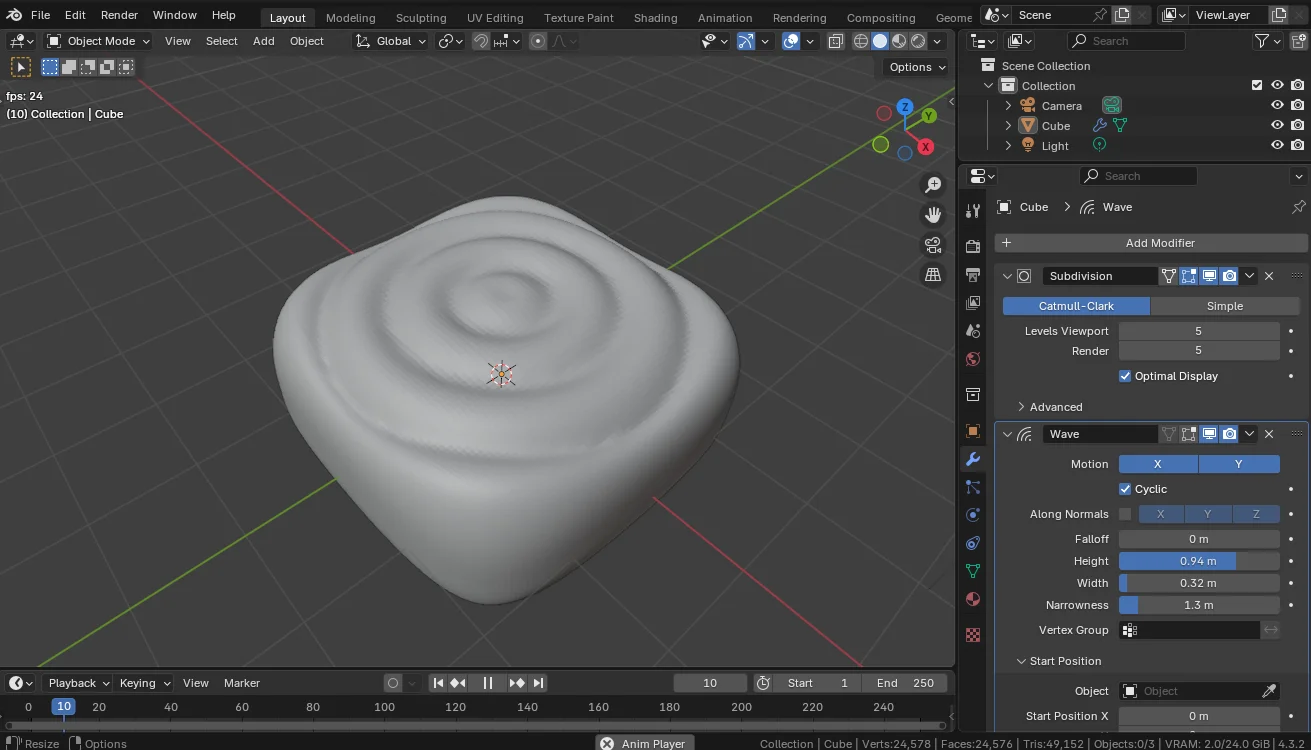 File Edit Render Window Help Layout Modeling Sculpting UV Editing Texture Paint Shading Animation Rendering Compositing Geome Scene ViewLayer
Object Mode View Select Add Object Global Search
Options
fps: 24
(10) Collection | Cube
Z
Y
X
Scene Collection
Collection
Camera
Cube
Light
Search
Cube > Wave
+ Add Modifier
Subdivision
Catmull-Clark Simple
Levels Viewport 5
Render 5
Optimal Display
Advanced
Wave
Motion X Y
Cyclic
Along Normals X Y Z
Falloff 0 m
Height 0.94 m
Width 0.32 m
Narrowness 1.3 m
Vertex Group
Start Position
Object Object
Start Position X 0 m
Playback Keying View Marker 10 Start 1 End 250
0 10 20 40 60 80 100 120 140 160 180 200 220 240
Resize Options Anim Player Collection | Cube | Verts:24,578 | Faces:24,576 | Tris:49,152 | Objects:0/3 | VRAM: 2.0/24.0 GiB | 4.3.2